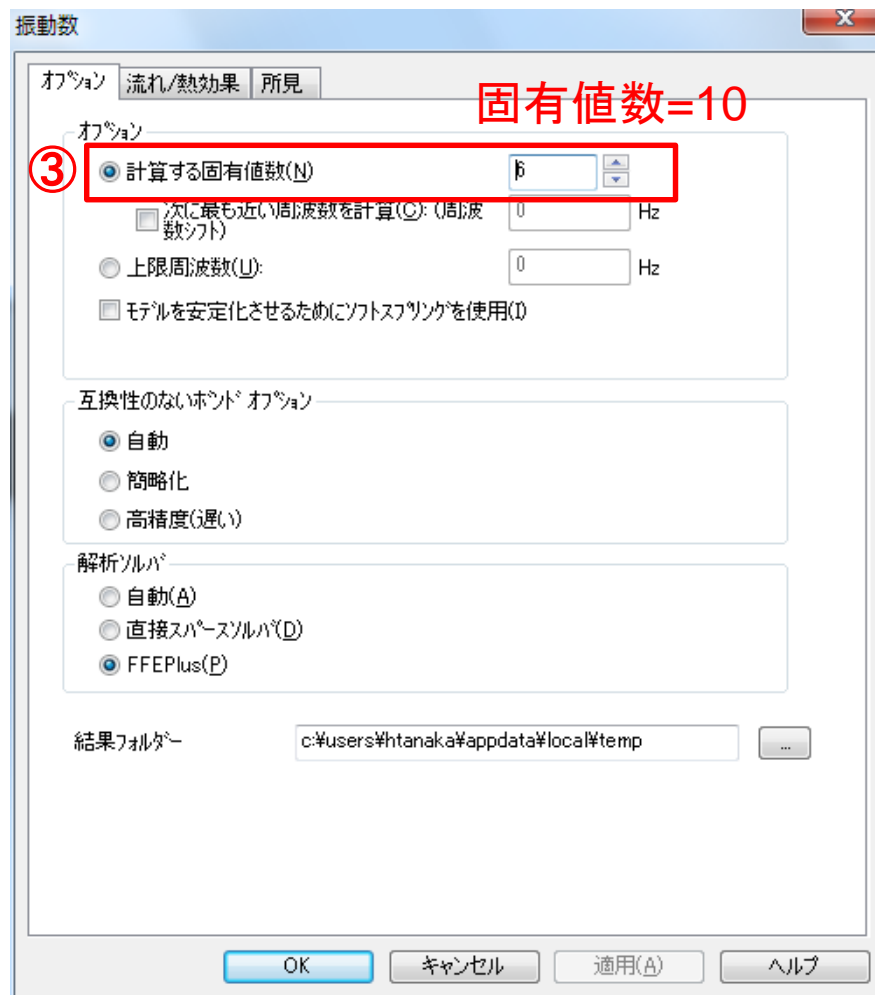 振動数
オプション 流れ/熱効果 所見
固有値数=10
オプション
③ 計算する固有値数(N) 6
次に最も近い周波数を計算(C): (周波 0 Hz
数シフト)
上限周波数(U): 0 Hz
モデルを安定化させるためにソフトスプリングを使用(I)
互換性のないボンド オプション
自動
簡略化
高精度(遅い)
解析ソルバ
自動(A)
直接スパースソルバ(D)
FFEPlus(P)
結果フォルダー c:¥users¥htanaka¥appdata¥local¥temp ...
OK キャンセル 適用(A) ヘルプ